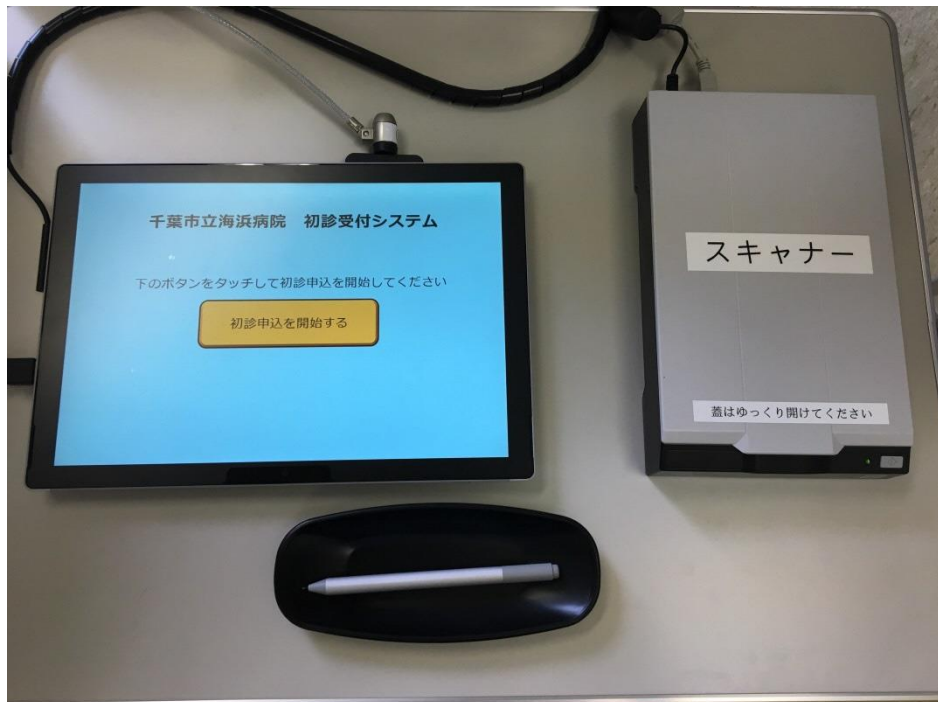 千葉市立海浜病院　初診受付システム
下のボタンをタッチして初診申込を開始してください
初診申込を開始する
スキャナー
蓋はゆっくり開けてください